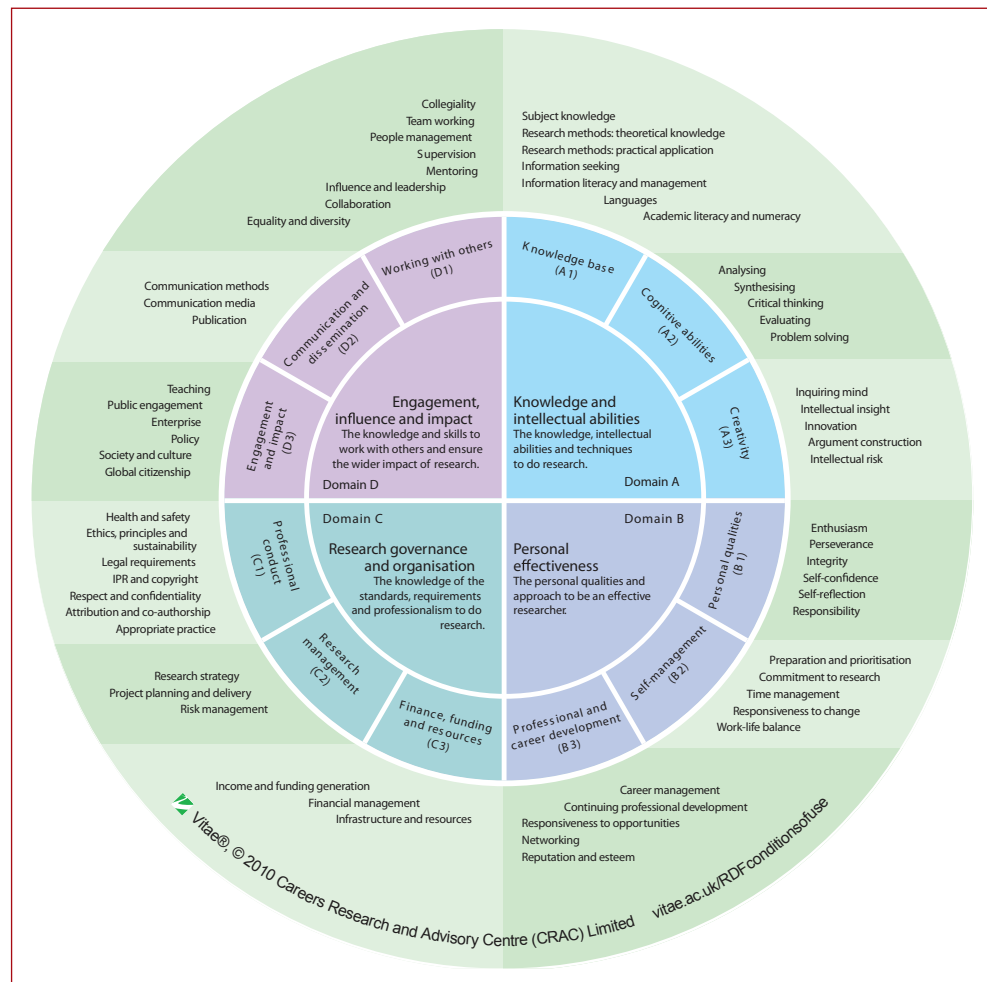 Collegiality
Team working
People management
Supervision
Mentoring
Influence and leadership
Collaboration
Equality and diversity
Subject knowledge
Research methods: theoretical knowledge
Research methods: practical application
Information seeking
Information literacy and management
Languages
Academic literacy and numeracy
Working with others
(D1)
Knowledge base
(A1)
Communication methods
Communication media
Publication
Communication and
dissemination
(D2)
Cognitive abilities
(A2)
Analysing
Synthesising
Critical thinking
Evaluating
Problem solving
Teaching
Public engagement
Enterprise
Policy
Society and culture
Global citizenship
Engagement
and impact
(D3)
Engagement,
influence and impact
The knowledge and skills to
work with others and ensure
the wider impact of research.
Domain D
Knowledge and
intellectual abilities
The knowledge, intellectual
abilities and techniques
to do research.
Domain A
Creativity
(A3)
Inquiring mind
Intellectual insight
Innovation
Argument construction
Intellectual risk
Health and safety
Ethics, principles and
sustainability
Legal requirements
IPR and copyright
Respect and confidentiality
Attribution and co-authorship
Appropriate practice
Professional
conduct
(C1)
Domain C
Research governance
and organisation
The knowledge of the
standards, requirements
and professionalism to do
research.
Domain B
Personal
effectiveness
The personal qualities and
approach to be an effective
researcher.
Personal qualities
(B1)
Enthusiasm
Perseverance
Integrity
Self-confidence
Self-reflection
Responsibility
Research strategy
Project planning and delivery
Risk management
Research
management
(C2)
Self-management
(B2)
Preparation and prioritisation
Commitment to research
Time management
Responsiveness to change
Work-life balance
Finance, funding
and resources
(C3)
Professional and
career development
(B3)
Income and funding generation
Financial management
Infrastructure and resources
Career management
Continuing professional development
Responsiveness to opportunities
Networking
Reputation and esteem
Vitae®, © 2010 Careers Research and Advisory Centre (CRAC) Limited vitae.ac.uk/RDFconditionsofuse